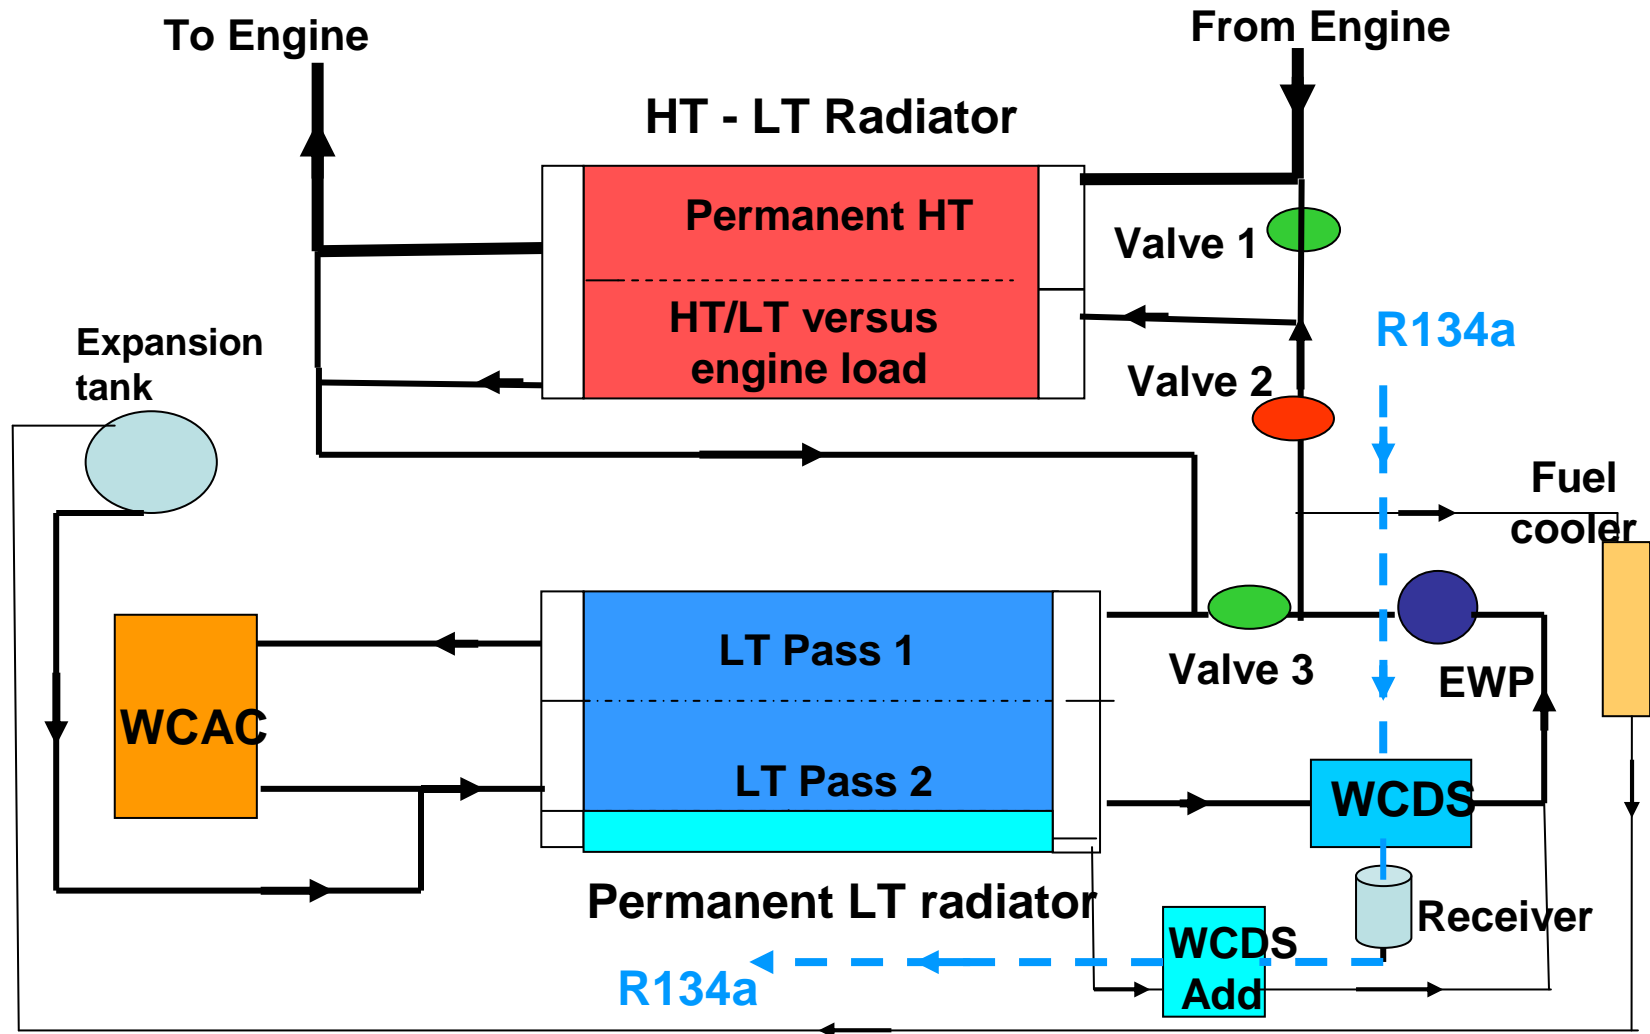 To Engine
From Engine
HT - LT Radiator
Permanent HT
Valve 1
HT/LT versus
engine load
R134a
Expansion
tank
Valve 2
Fuel
cooler
LT Pass 1
Valve 3
EWP
WCAC
LT Pass 2
WCDS
Permanent LT radiator
Receiver
WCDS
Add
R134a